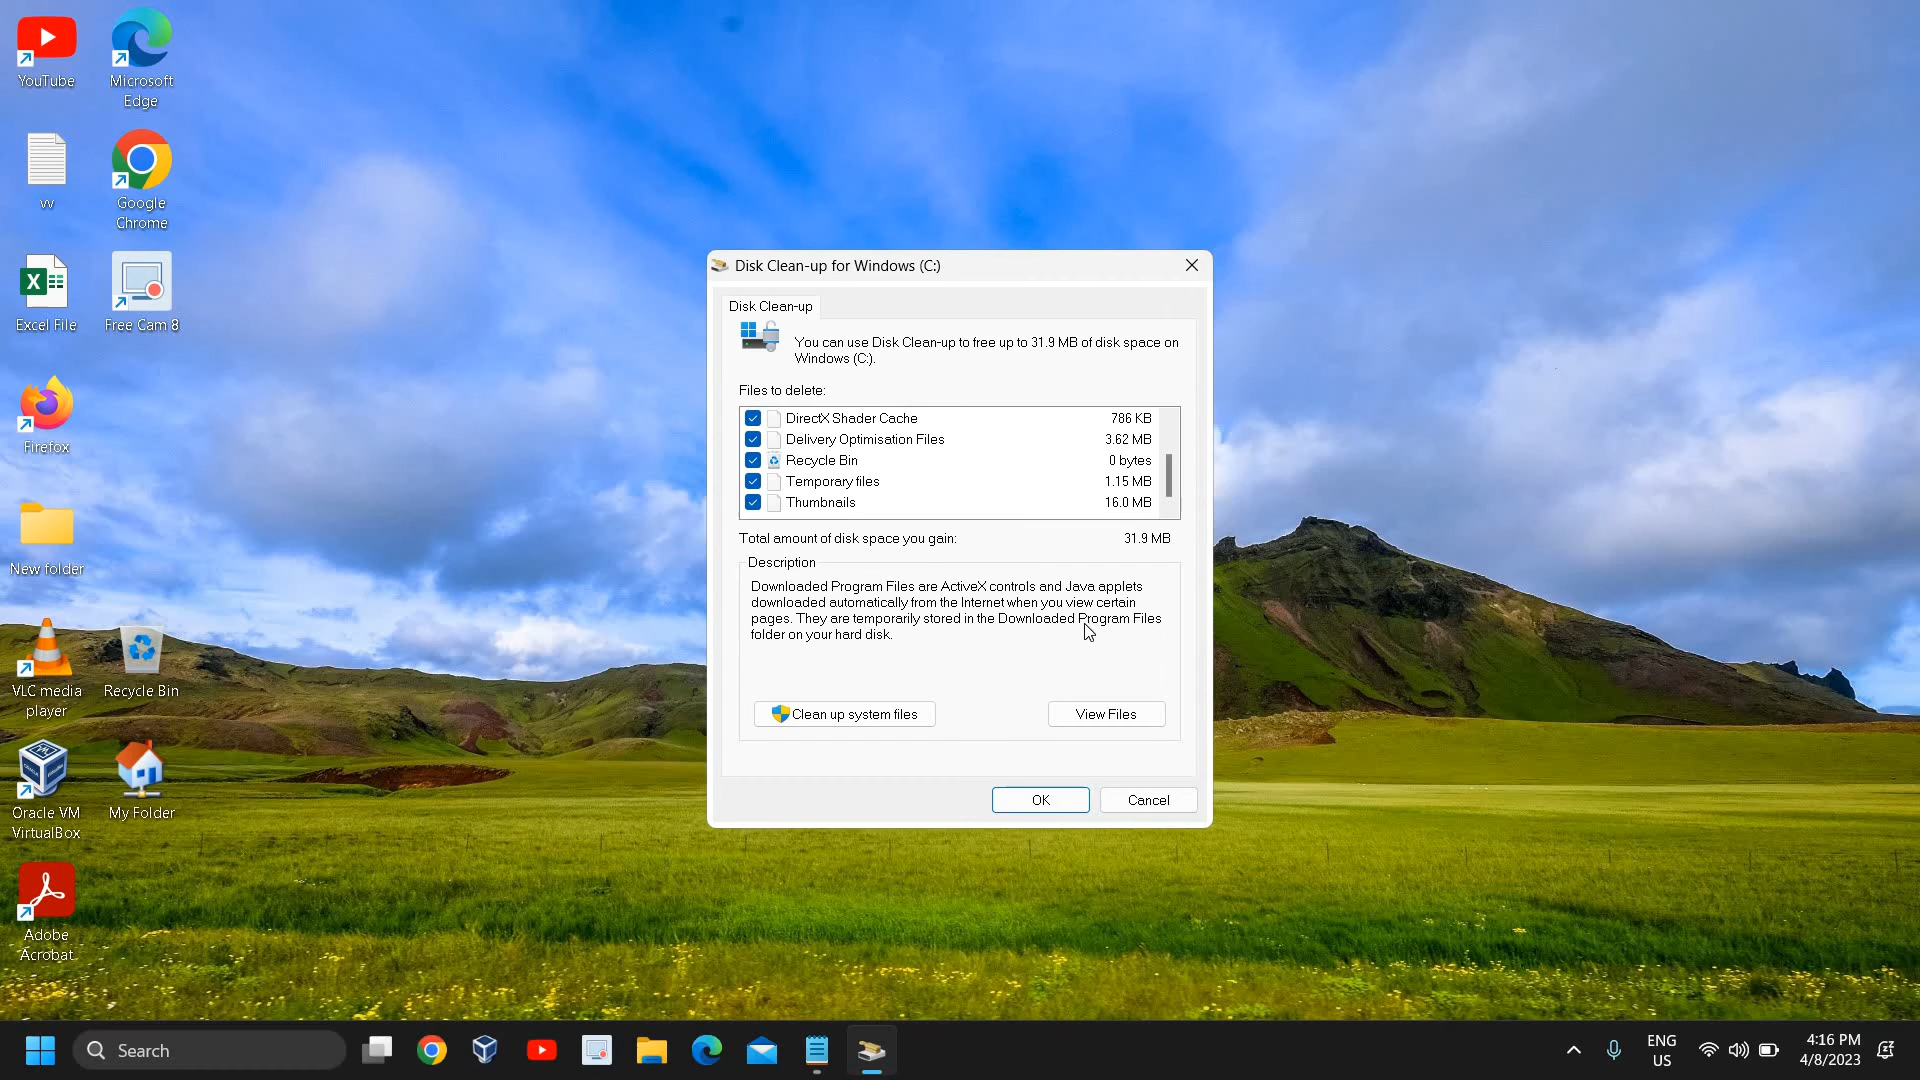 YouTube
Microsoft
Edge
vv
Google
Chrome
Excel File
Free Cam 8
Firefox
New folder
VLC media
player
Recycle Bin
Oracle VM
VirtualBox
My Folder
Adobe
Acrobat
Disk Clean-up for Windows (C:)
Disk Clean-up
You can use Disk Clean-up to free up to 31.9 MB of disk space on
Windows (C:).
Files to delete:
DirectX Shader Cache 786 KB
Delivery Optimisation Files 3.62 MB
Recycle Bin 0 bytes
Temporary files 1.15 MB
Thumbnails 16.0 MB
Total amount of disk space you gain: 31.9 MB
Description
Downloaded Program Files are ActiveX controls and Java applets
downloaded automatically from the Internet when you view certain
pages. They are temporarily stored in the Downloaded Program Files
folder on your hard disk.
Clean up system files
View Files
OK
Cancel
Search
ENG
US
4:16 PM
4/8/2023